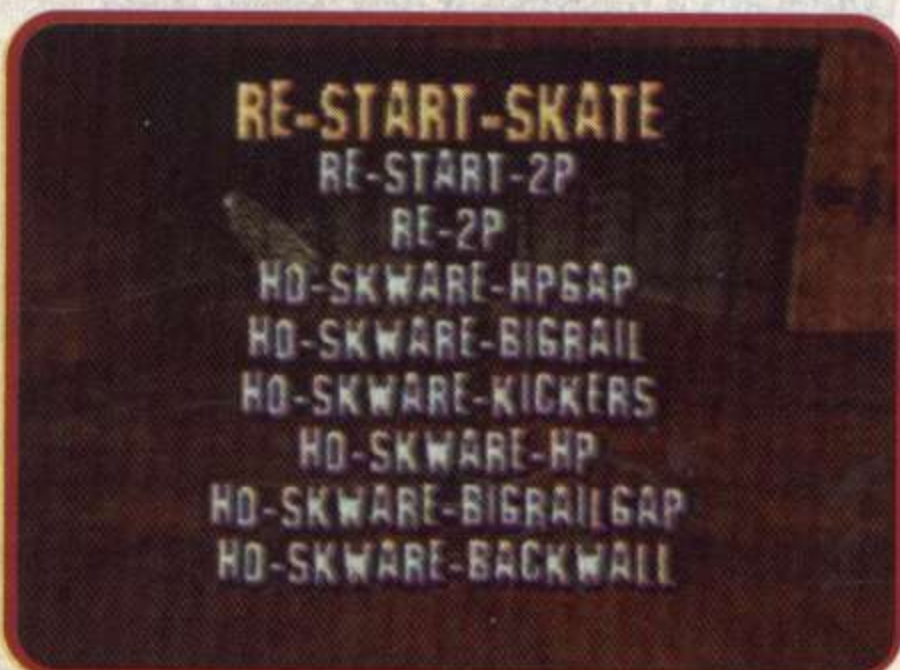 RE-START-SKATE
RE-START-2P
RE-2P
HO-SKWARE-HPGAP
HO-SKWARE-BIGRAIL
HO-SKWARE-KICKERS
HO-SKWARE-HP
HO-SKWARE-BIGRAILGAP
HO-SKWARE-BACKWALL